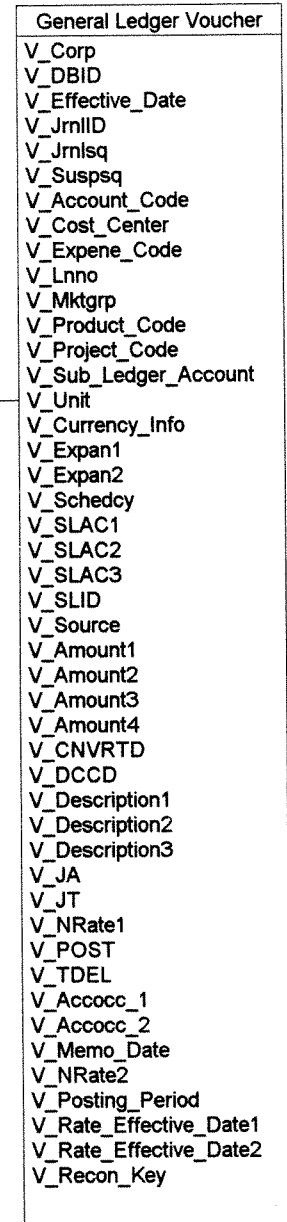 General Ledger Voucher
V_Corp
V_DBID
V_Effective_Date
V_JrnlID
V_Jrnlsq
V_Suspsq
V_Account_Code
V_Cost_Center
V_Expene_Code
V_Lnno
V_Mktgrp
V_Product_Code
V_Project_Code
V_Sub_Ledger_Account
V_Unit
V_Currency_Info
V_Expan1
V_Expan2
V_Schedcy
V_SLAC1
V_SLAC2
V_SLAC3
V_SLID
V_Source
V_Amount1
V_Amount2
V_Amount3
V_Amount4
V_CNVRTD
V_DCCD
V_Description1
V_Description2
V_Description3
V_JA
V_JT
V_NRate1
V_POST
V_TDEL
V_Accocc_1
V_Accocc_2
V_Memo_Date
V_NRate2
V_Posting_Period
V_Rate_Effective_Date1
V_Rate_Effective_Date2
V_Recon_Key